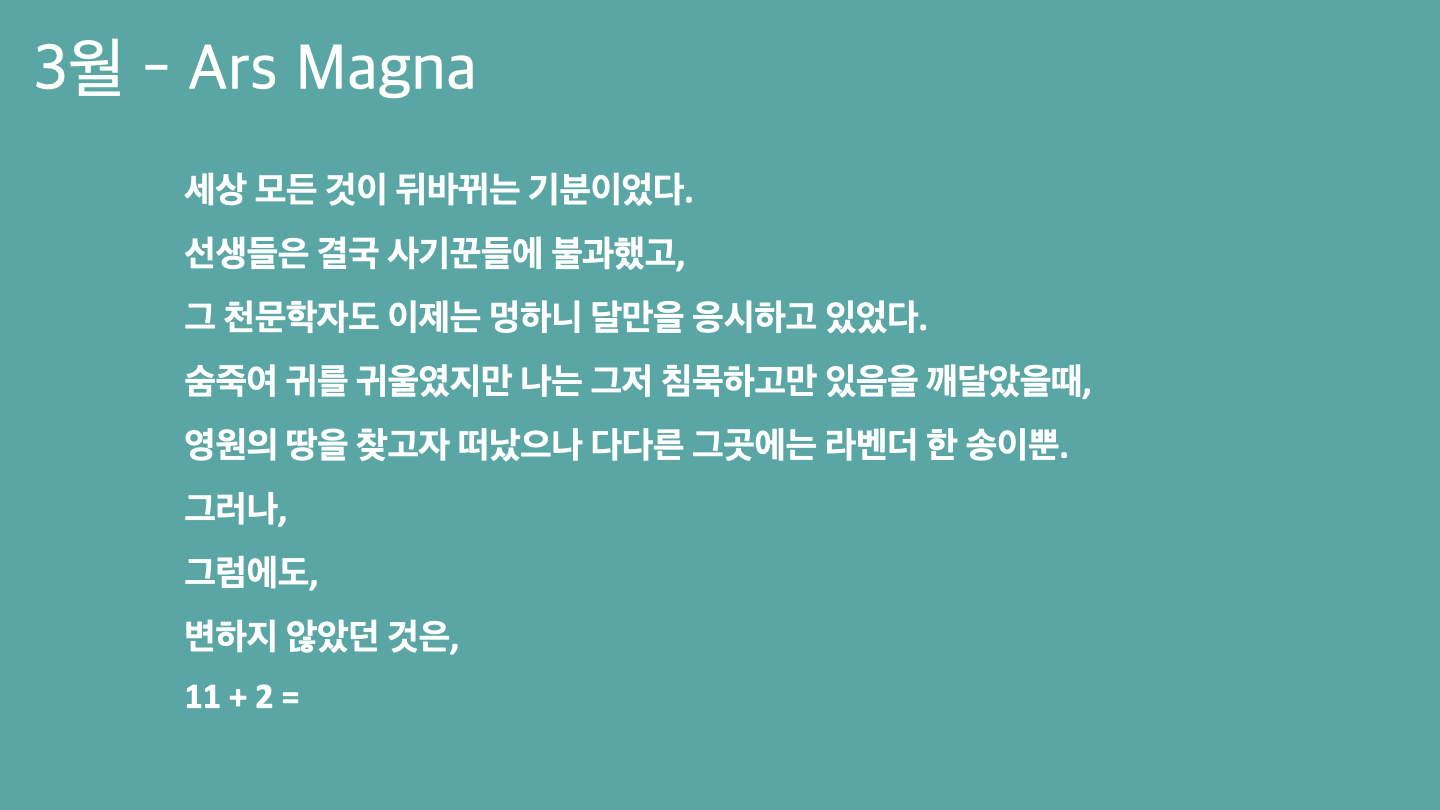 3월 - Ars Magna
세상 모든 것이 뒤바뀌는 기분이었다.
선생들은 결국 사기꾼들에 불과했고,
그 천문학자도 이제는 멍하니 달만을 응시하고 있었다.
숨죽여 귀를 귀울였지만 나는 그저 침묵하고만 있음을 깨달았을때,
영원의 땅을 찾고자 떠났으나 다다른 그곳에는 라벤더 한 송이뿐.
그러나,
그럼에도,
변하지 않았던 것은,
11 + 2 =